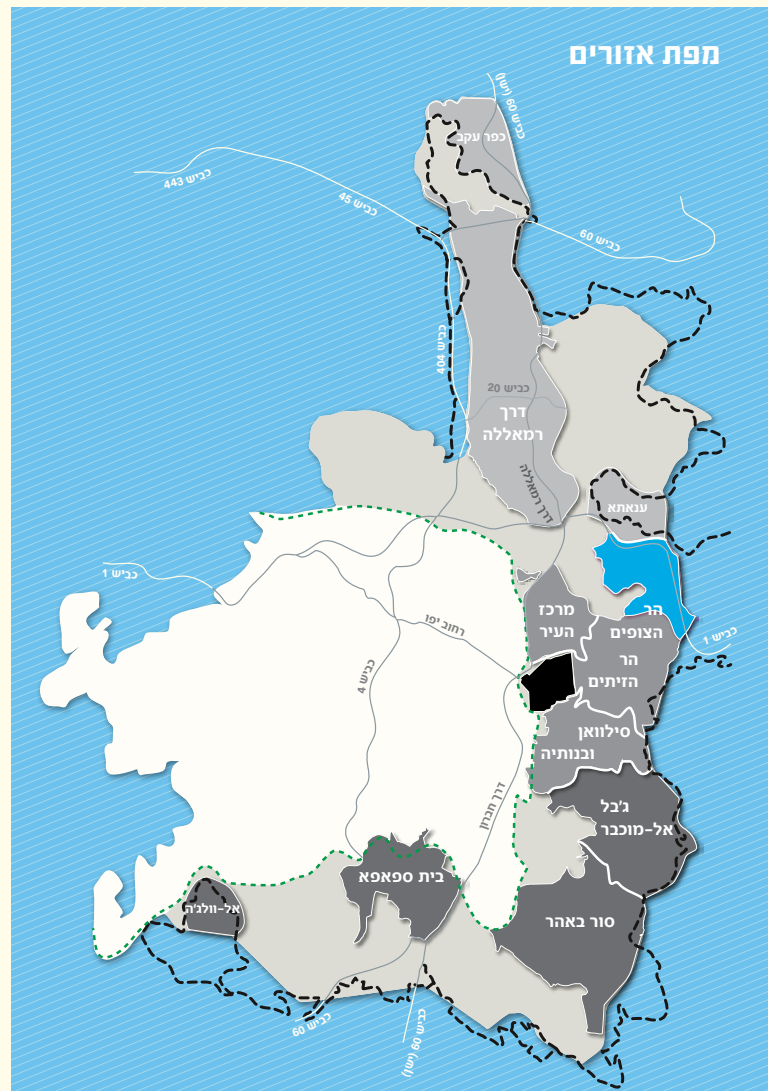 מפת אזורים
כביש 60 (ישן)
כפר עקב
כביש 443
כביש 45
כביש 60
כביש 404
כביש 20
דרך
רמאללה
דרך רמאללה
ענאתא
כביש 1
מרכז
העיר
הר
הצופים
כביש 1
רחוב יפו
הר
הזיתים
כביש 4
סילוואן
ובנותיה
דרך חברון
ג'בל
אל-מוכבר
בית ספאפא
אל-וולג'ה
סור באהר
כביש 60
כביש 60 (ישן)